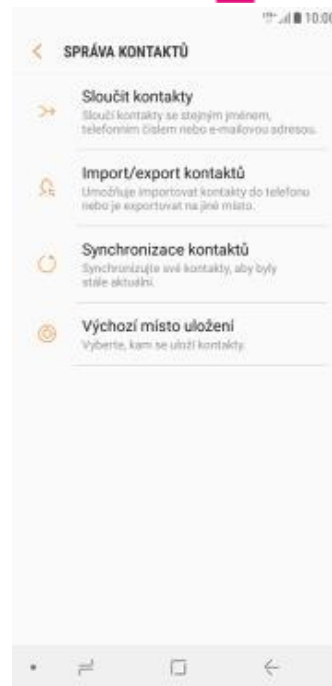 10:00
SPRÁVA KONTAKTŮ
Sloučit kontakty
Sloučí kontakty se stejným jménem,
telefonním číslem nebo e-mailovou adresou.
Import/export kontaktů
Umožňuje importovat kontakty do telefonu
nebo je exportovat na jiné místo.
Synchronizace kontaktů
Synchronizujte své kontakty, aby byly
stále aktuální.
Výchozí místo uložení
Vyberte, kam se uloží kontakty.